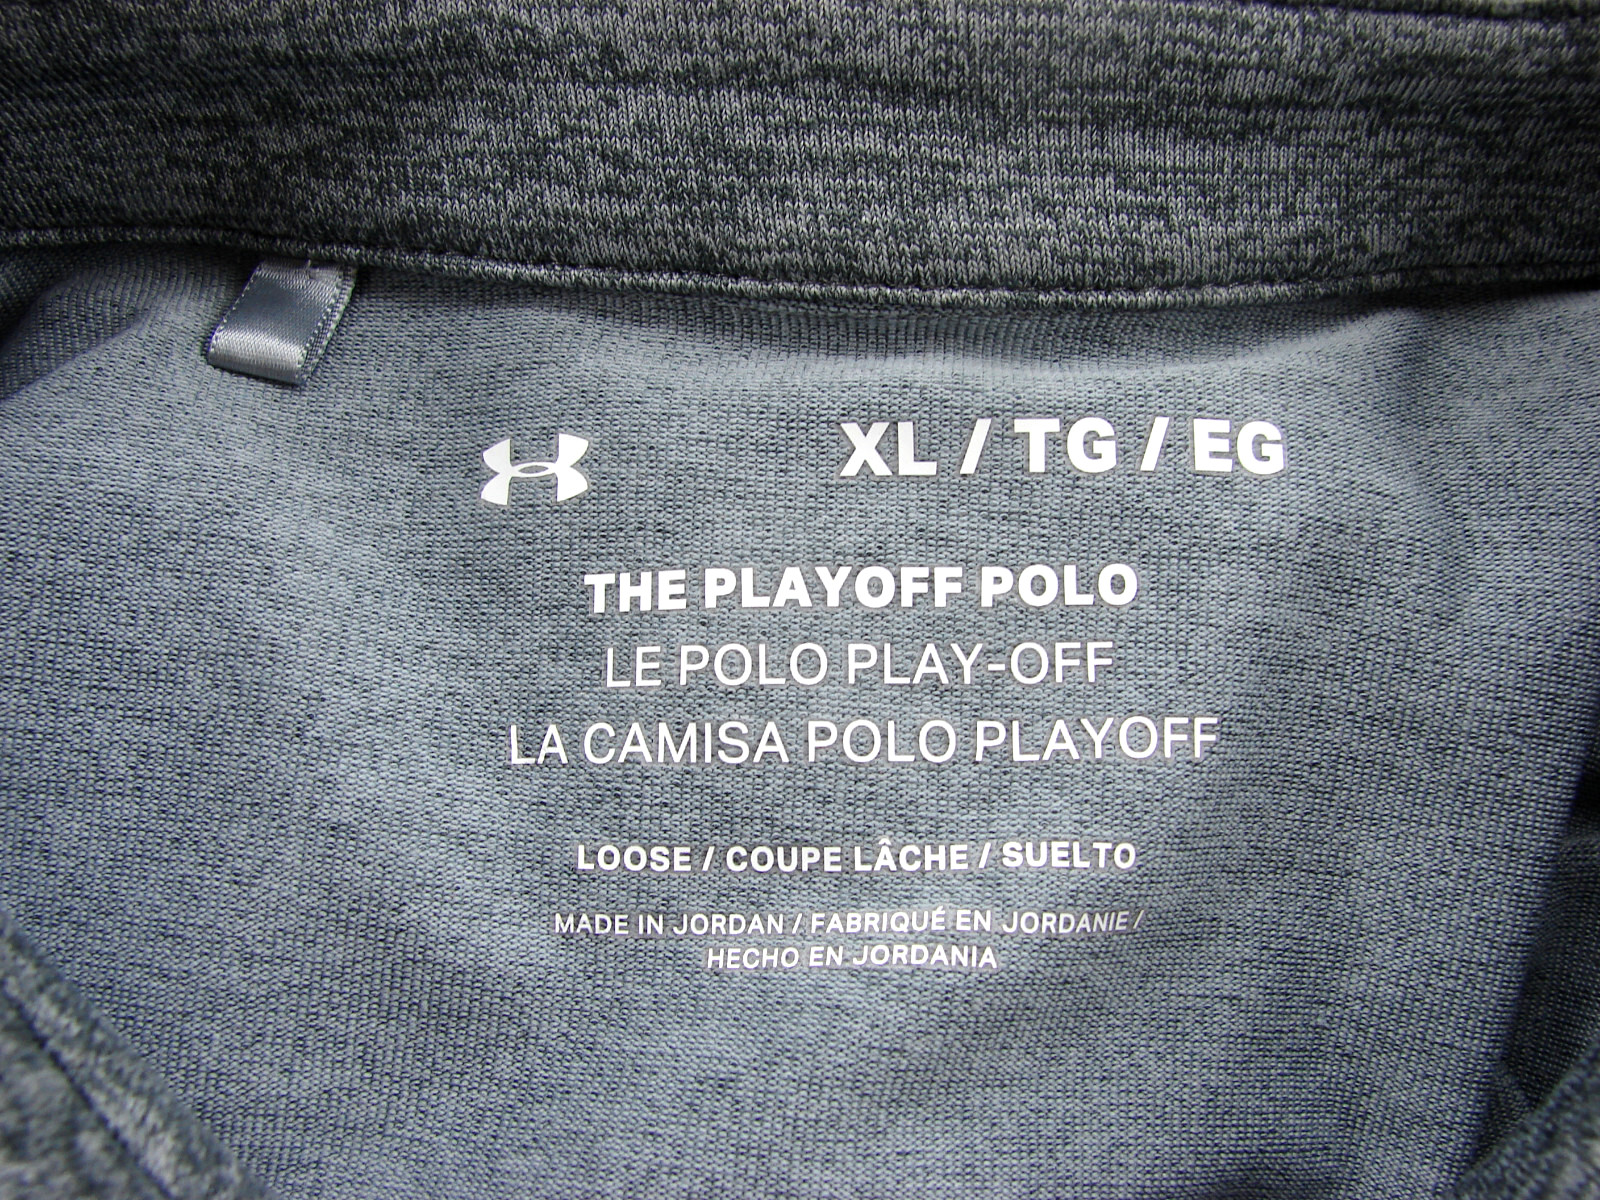 XL / TG / EG
THE PLAYOFF POLO
LE POLO PLAY-OFF
LA CAMISA POLO PLAYOFF
LOOSE / COUPE LÂCHE / SUELTO
MADE IN JORDAN / FABRIQUÉ EN JORDANIE /
HECHO EN JORDANIA